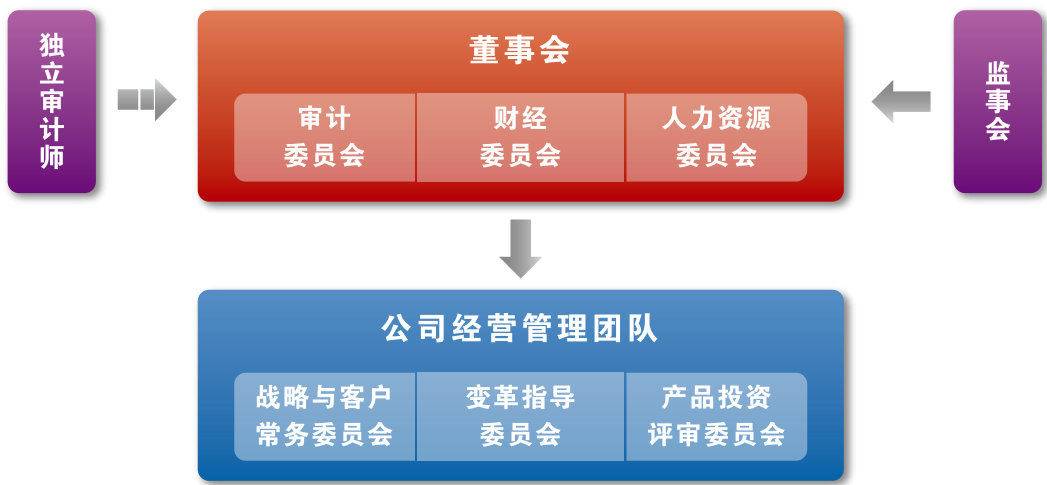 独立审计师
董事会
监事会
审计
委员会
财经
委员会
人力资源
委员会
公司经营管理团队
战略与客户
常务委员会
变革指导
委员会
产品投资
评审委员会